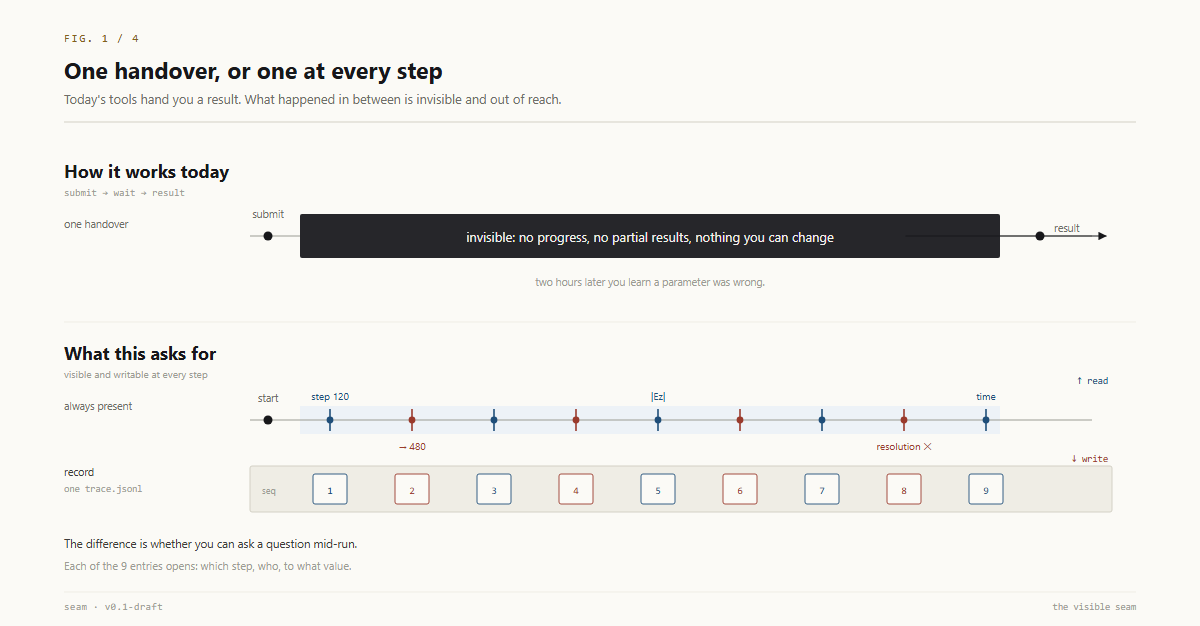 FIG. 1 / 4
One handover, or one at every step
Today's tools hand you a result. What happened in between is invisible and out of reach.
How it works today
submit → wait → result
one handover
submit
invisible: no progress, no partial results, nothing you can change
result
two hours later you learn a parameter was wrong.
What this asks for
visible and writable at every step
always present
↑ read
start
step 120
|Ez|
time
→ 480
resolution ✕
↓ write
record
one trace.jsonl
seq
1
2
3
4
5
6
7
8
9
The difference is whether you can ask a question mid-run.
Each of the 9 entries opens: which step, who, to what value.
seam · v0.1-draft
the visible seam